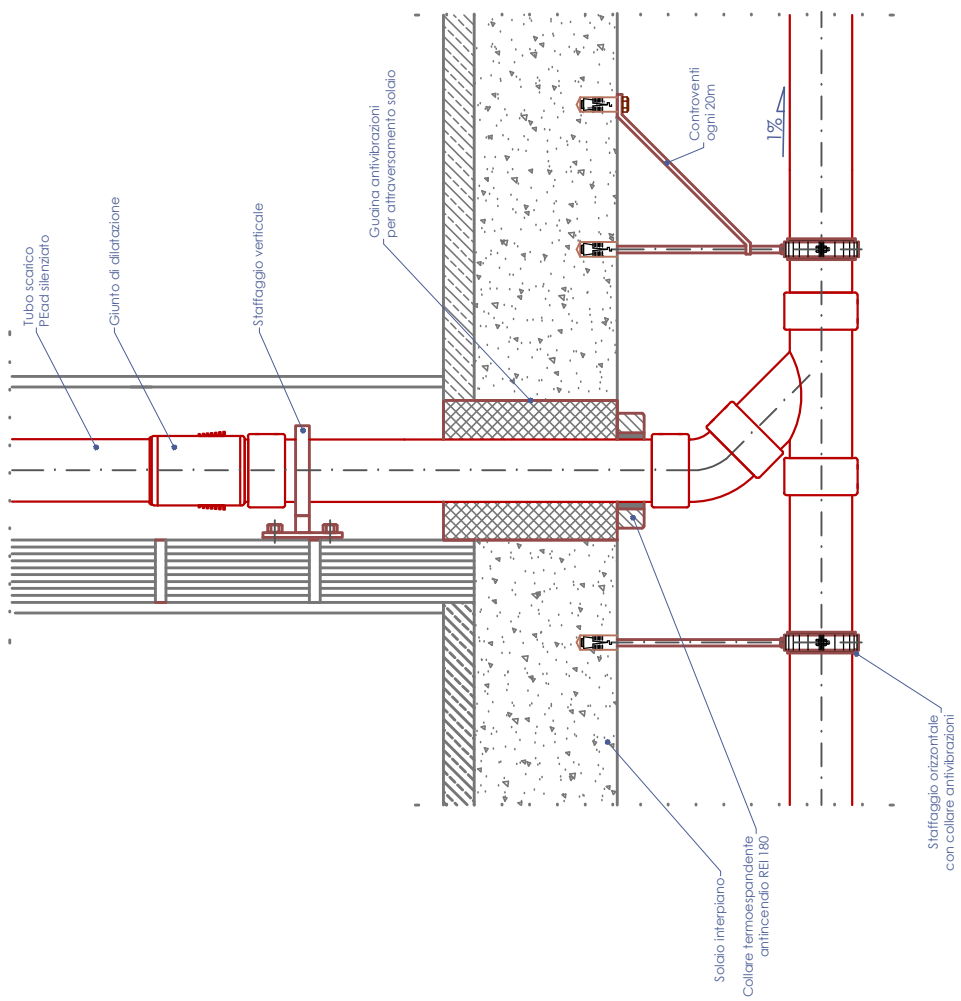 Tubo scarico
PEad silenziato
Giunto di dilatazione
Staffaggio verticale
Guaina antivibrazioni
per attraversamento solaio
Controventi
ogni 20m
1%
Solaio interpiano
Collare termoespandente
antincendio REI 180
Staffaggio orizzontale
con collare antivibrazioni